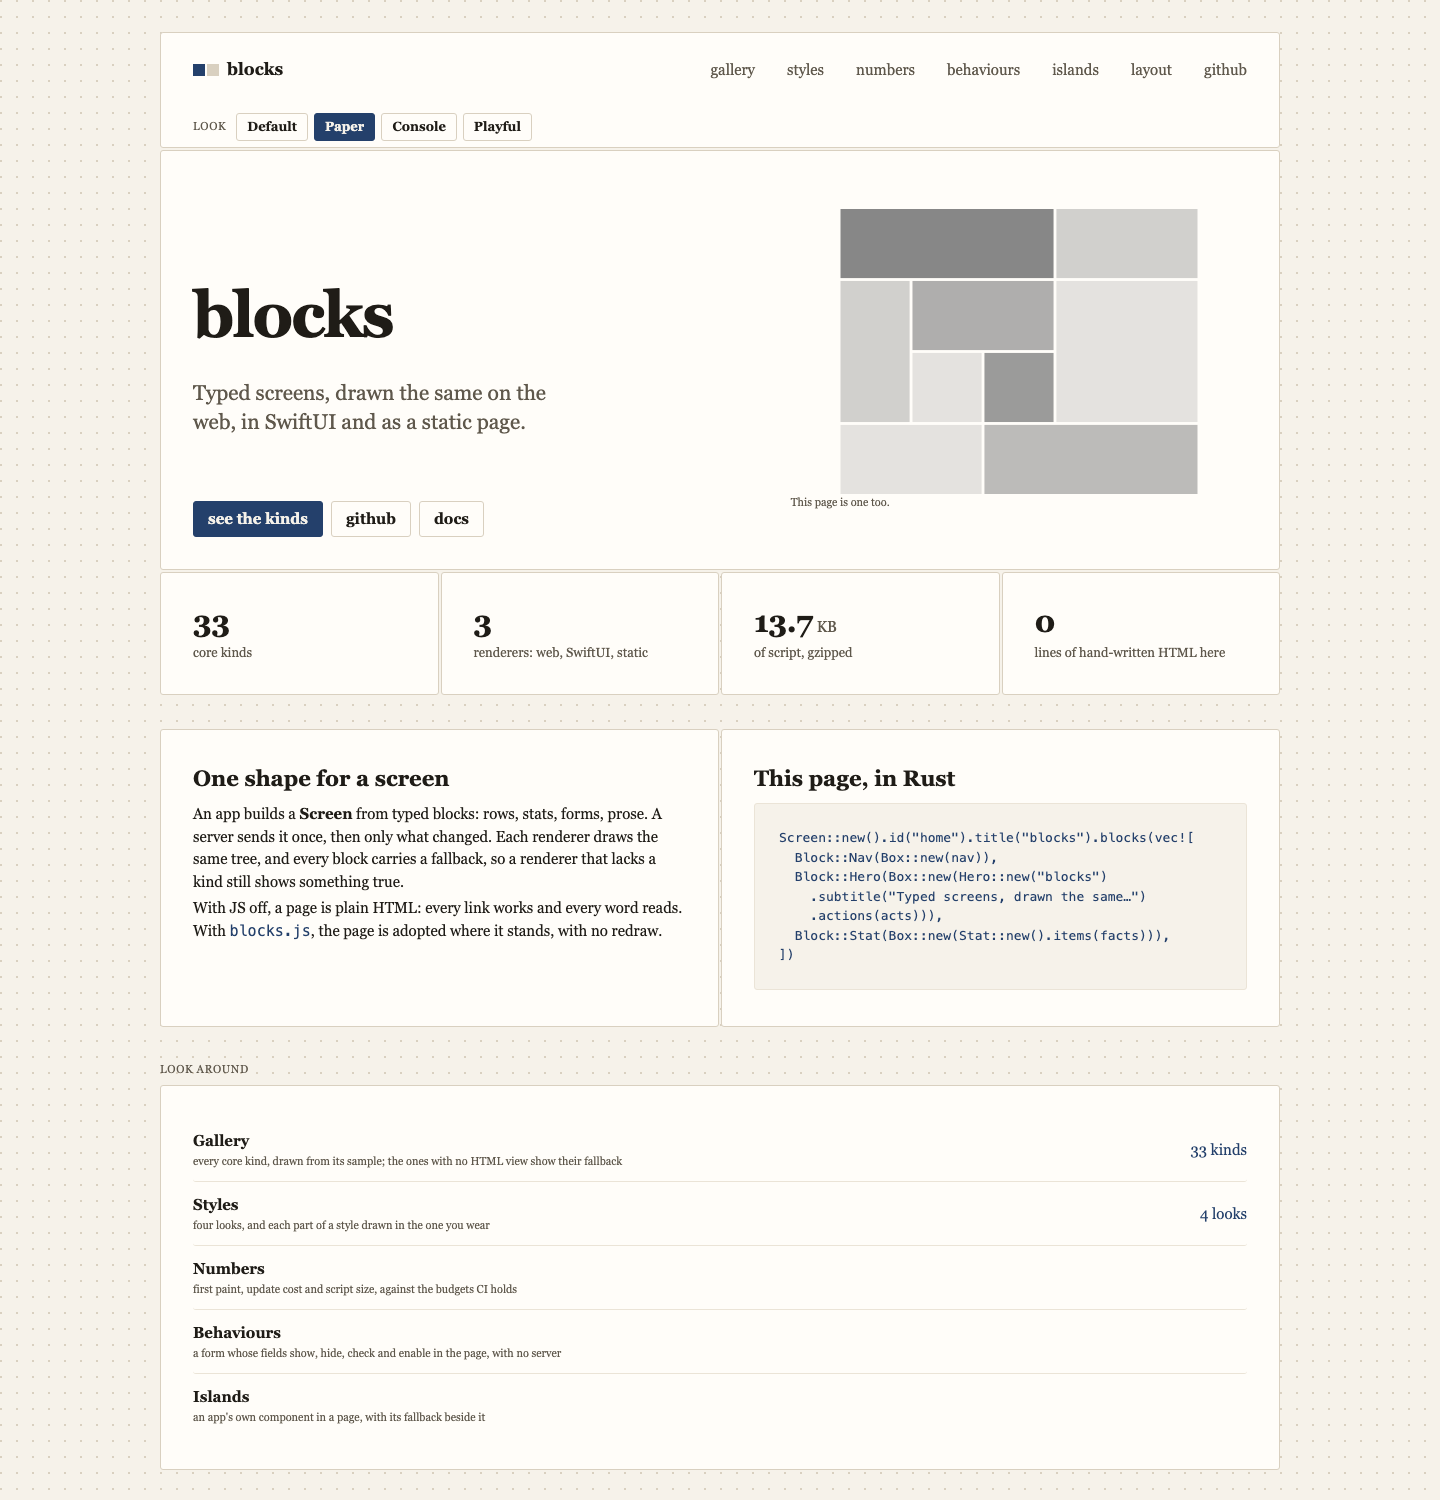 blocks
gallery styles numbers behaviours islands layout github
LOOK Default Paper Console Playful
blocks
Typed screens, drawn the same on the
web, in SwiftUI and as a static page.
see the kinds github docs
This page is one too.
33
core kinds
3
renderers: web, SwiftUI, static
13.7 KB
of script, gzipped
0
lines of hand-written HTML here
One shape for a screen
An app builds a Screen from typed blocks: rows, stats, forms, prose. A
server sends it once, then only what changed. Each renderer draws the
same tree, and every block carries a fallback, so a renderer that lacks a
kind still shows something true.
With JS off, a page is plain HTML: every link works and every word reads.
With blocks.js, the page is adopted where it stands, with no redraw.
This page, in Rust
Screen::new().id("home").title("blocks").blocks(vec![
  Block::Nav(Box::new(nav)),
  Block::Hero(Box::new(Hero::new("blocks")
    .subtitle("Typed screens, drawn the same…")
    .actions(acts))),
  Block::Stat(Box::new(Stat::new().items(facts))),
])
LOOK AROUND
Gallery
every core kind, drawn from its sample; the ones with no HTML view show their fallback
33 kinds
Styles
four looks, and each part of a style drawn in the one you wear
4 looks
Numbers
first paint, update cost and script size, against the budgets CI holds
Behaviours
a form whose fields show, hide, check and enable in the page, with no server
Islands
an app's own component in a page, with its fallback beside it